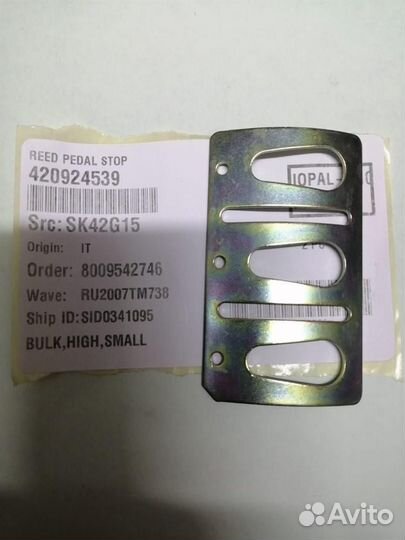 REED PEDAL STOP
420924539
Src: SK42G15
Origin: IT
Order: 8009542746
Wave: RU2007TM738
Ship ID: SID0341095
BULK,HIGH,SMALL
IOPAL
Avito